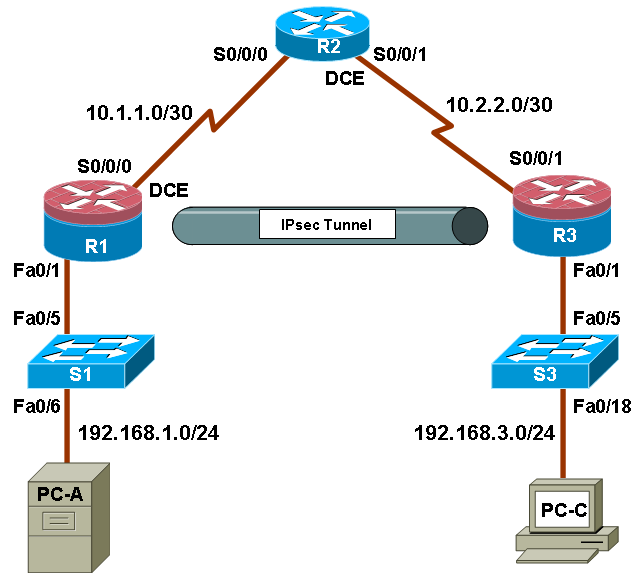 R2
S0/0/0
S0/0/1
DCE
10.1.1.0/30
10.2.2.0/30
S0/0/0
S0/0/1
DCE
IPsec Tunnel
R1
R3
Fa0/1
Fa0/1
Fa0/5
Fa0/5
S1
S3
Fa0/6
Fa0/18
192.168.1.0/24
192.168.3.0/24
PC-A
PC-C